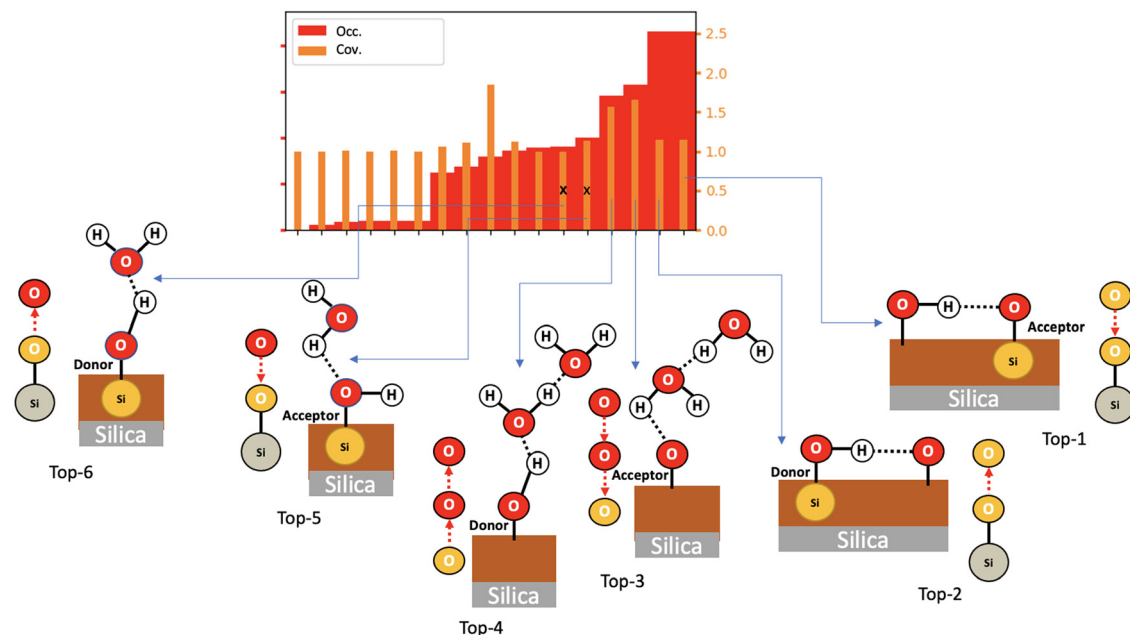 Occ.
Cov.
2.5
2.0
1.5
1.0
0.5
0.0
x x
H H
O
O
H
O
O
Donor
Si
Si
Silica
Top-6
H
O
O
H
O
O H
Acceptor
Si
Si
Silica
Top-5
H H
O
H H
O
O
H
O
O
Donor
O
Silica
Top-4
O
H H
O
O
H H
O
O
Acceptor
O
Silica
Top-3
O H O
Donor
O
Si
O
Si
Silica
Top-2
O H O
O
Acceptor
O
Si
Si
Silica
Top-1